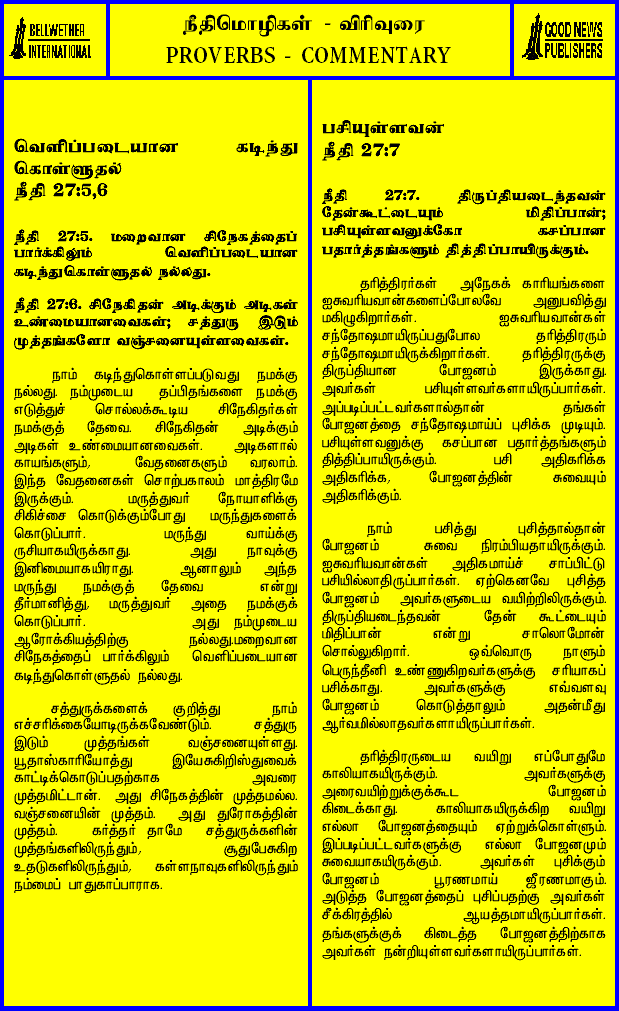 BELLWETHER
INTERNATIONAL
நீதிமொழிகள் - விரிவுரை
PROVERBS - COMMENTARY
GOOD NEWS
PUBLISHERS
வெளிப்படையான கடிந்து
கொள்ளுதல்
நீதி 27:5,6
நீதி 27:5. மறைவான சிநேகத்தைப்
பார்க்கிலும் வெளிப்படையான
கடிந்துகொள்ளுதல் நல்லது.
நீதி 27:6. சிநேகிதன் அடிக்கும் அடிகள்
உண்மையானவைகள்; சத்துரு இடும்
முத்தங்களோ வஞ்சனையுள்ளவைகள்.
நாம் கடிந்துகொள்ளப்படுவது நமக்கு
நல்லது. நம்முடைய தப்பிதங்களை நமக்கு
எடுத்துச் சொல்லக்கூடிய சிநேகிதர்கள்
நமக்குத் தேவை. சிநேகிதன் அடிக்கும்
அடிகள் உண்மையானவைகள். அடிகளால்
காயங்களும், வேதனைகளும் வரலாம்.
இந்த வேதனைகள் சொற்பகாலம் மாத்திரமே
இருக்கும். மருத்துவர் நோயாளிக்கு
சிகிச்சை கொடுக்கும்போது மருந்துகளைக்
கொடுப்பார். மருந்து வாய்க்கு
ருசியாகயிருக்காது. அது நாவுக்கு
இனிமையாகயிராது. ஆனாலும் அந்த
மருந்து நமக்குத் தேவை என்று
தீர்மானித்து, மருத்துவர் அதை நமக்குக்
கொடுப்பார். அது நம்முடைய
ஆரோக்கியத்திற்கு நல்லது.மறைவான
சிநேகத்தைப் பார்க்கிலும் வெளிப்படையான
கடிந்துகொள்ளுதல் நல்லது.
சத்துருக்களைக் குறித்து நாம்
எச்சரிக்கையோடிருக்கவேண்டும். சத்துரு
இடும் முத்தங்கள் வஞ்சனையுள்ளது.
யூதாஸ்காரியோத்து இயேசுகிறிஸ்துவைக்
காட்டிக்கொடுப்பதற்காக அவரை
முத்தமிட்டான். அது சிநேகத்தின் முத்தமல்ல.
வஞ்சனையின் முத்தம். அது துரோகத்தின்
முத்தம். கர்த்தர் தாமே சத்துருக்களின்
முத்தங்களிலிருந்தும், சூதுபேசுகிற
உதடுகளிலிருந்தும், கள்ளநாவுகளிலிருந்தும்
நம்மைப் பாதுகாப்பாராக.
பசியுள்ளவன்
நீதி 27:7
நீதி 27:7. திருப்தியடைந்தவன்
தேன்கூட்டையும் மிதிப்பான்;
பசியுள்ளவனுக்கோ கசப்பான
பதார்த்தங்களும் தித்திப்பாயிருக்கும்.
தரித்திரர்கள் அநேகக் காரியங்களை
ஐசுவரியவான்களைப்போலவே அனுபவித்து
மகிழுகிறார்கள். ஐசுவரியவான்கள்
சந்தோஷமாயிருப்பதுபோல தரித்திரரும்
சந்தோஷமாயிருக்கிறார்கள். தரித்திரருக்கு
திருப்தியான போஜனம் இருக்காது.
அவர்கள் பசியுள்ளவர்களாயிருப்பார்கள்.
அப்படிப்பட்டவர்களால்தான் தங்கள்
போஜனத்தை சந்தோஷமாய்ப் புசிக்க முடியும்.
பசியுள்ளவனுக்கு கசப்பான பதார்த்தங்களும்
தித்திப்பாயிருக்கும். பசி அதிகரிக்க
அதிகரிக்க, போஜனத்தின் சுவையும்
அதிகரிக்கும்.
நாம் பசித்து புசித்தால்தான்
போஜனம் சுவை நிரம்பியதாயிருக்கும்.
ஐசுவரியவான்கள் அதிகமாய்ச் சாப்பிட்டு
பசியில்லாதிருப்பார்கள். ஏற்கெனவே புசித்த
போஜனம் அவர்களுடைய வயிற்றிலிருக்கும்.
திருப்தியடைந்தவன் தேன் கூட்டையும்
மிதிப்பான் என்று சாலொமோன்
சொல்லுகிறார். ஒவ்வொரு நாளும்
பெருந்தீனி உண்ணுகிறவர்களுக்கு சரியாகப்
பசிக்காது. அவர்களுக்கு எவ்வளவு
போஜனம் கொடுத்தாலும் அதன்மீது
ஆர்வமில்லாதவர்களாயிருப்பார்கள்.
தரித்திரருடைய வயிறு எப்போதுமே
காலியாகயிருக்கும். அவர்களுக்கு
அரைவயிற்றுக்குக்கூட போஜனம்
கிடைக்காது. காலியாகயிருக்கிற வயிறு
எல்லா போஜனத்தையும் ஏற்றுக்கொள்ளும்.
இப்படிப்பட்டவர்களுக்கு எல்லா போஜனமும்
சுவையாகயிருக்கும். அவர்கள் புசிக்கும்
போஜனம் பூரணமாய் ஜீரணமாகும்.
அடுத்த போஜனத்தைப் புசிப்பதற்கு அவர்கள்
சீக்கிரத்தில் ஆயத்தமாயிருப்பார்கள்.
தங்களுக்குக் கிடைத்த போஜனத்திற்காக
அவர்கள் நன்றியுள்ளவர்களாயிருப்பார்கள்.